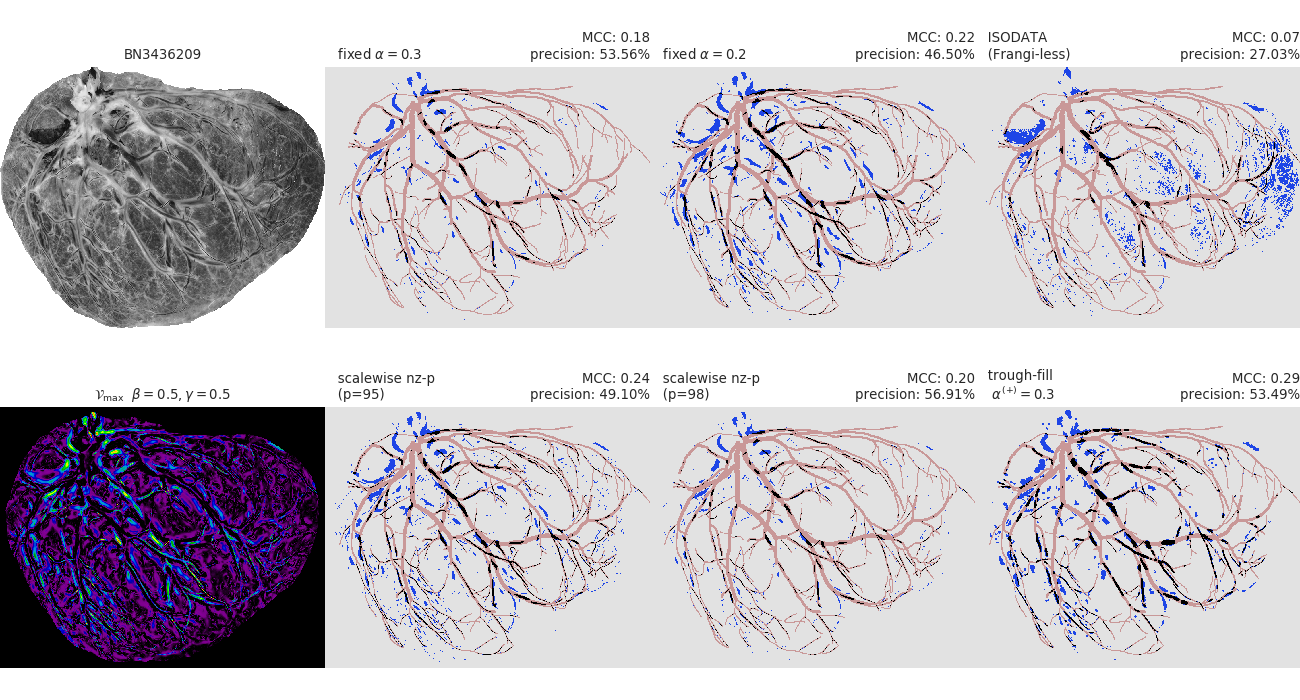 BN3436209
fixed α = 0.3
MCC: 0.18
precision: 53.56%
fixed α = 0.2
MCC: 0.22
precision: 46.50%
ISODATA
(Frangi-less)
MCC: 0.07
precision: 27.03%
𝒱max β = 0.5, γ = 0.5
scalewise nz-p
(p=95)
MCC: 0.24
precision: 49.10%
scalewise nz-p
(p=98)
MCC: 0.20
precision: 56.91%
trough-fill
α(+) = 0.3
MCC: 0.29
precision: 53.49%